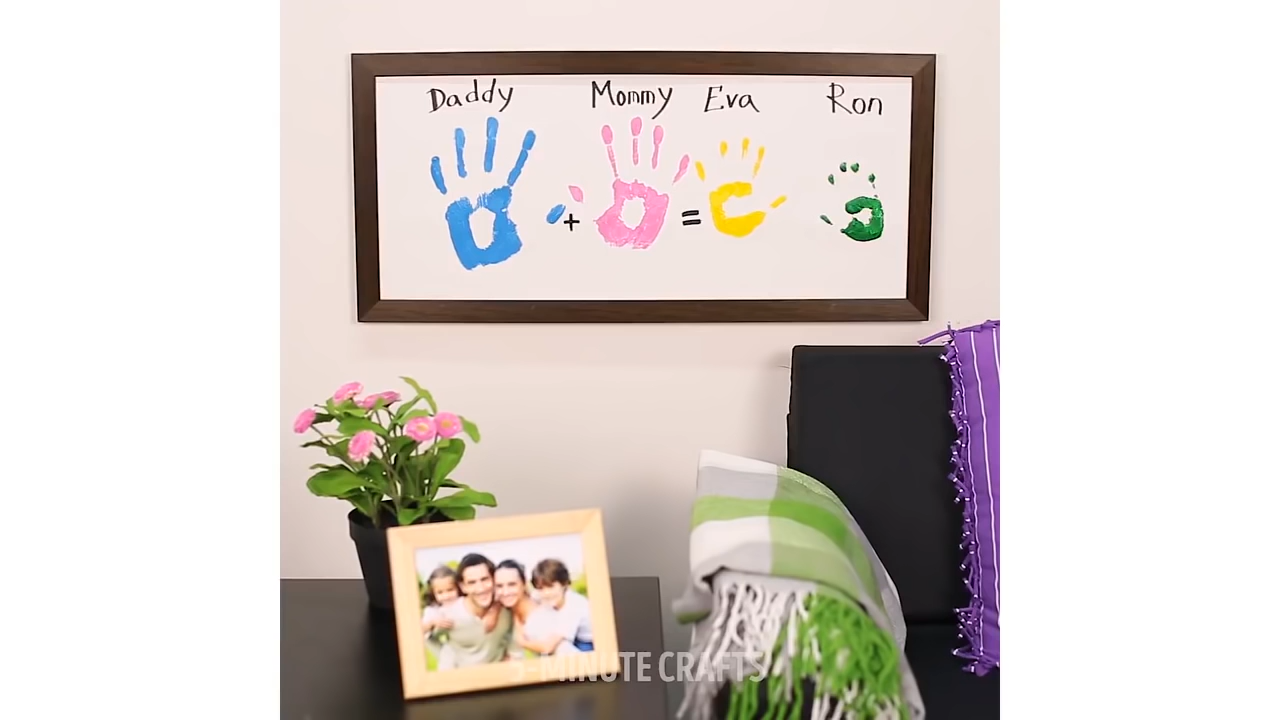 Daddy Mommy Eva Ron
+ =
5-MINUTE CRAFTS